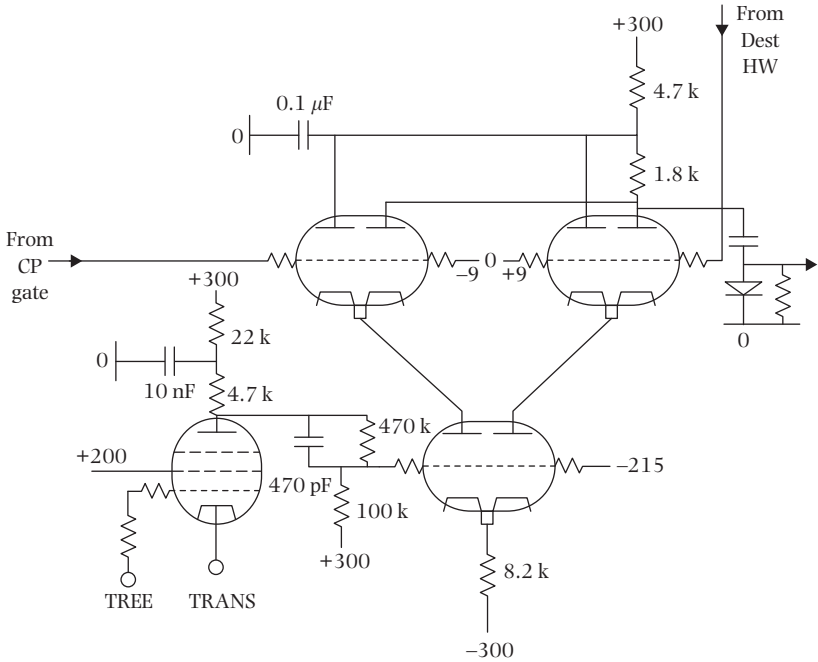 +300
From
Dest
HW
4.7 k
0.1 μF
0
1.8 k
From
CP
gate
–9 0 +9
+300
22 k
0
10 nF
4.7 k
0
470 k
+200
470 pF
–215
100 k
+300
8.2 k
TREE TRANS
–300